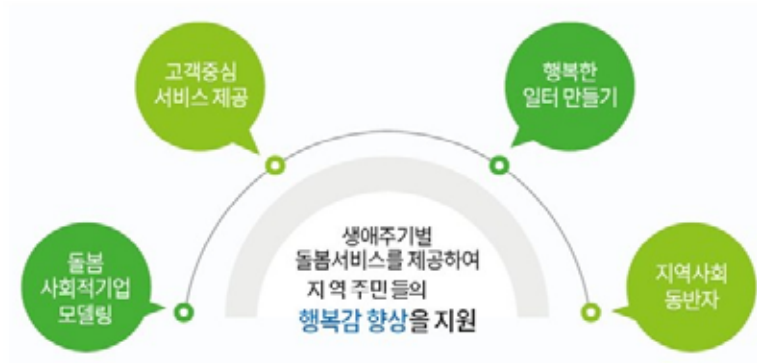 고객중심
서비스 제공
행복한
일터 만들기
돌봄
사회적기업
모델링
생애주기별
돌봄서비스를 제공하여
지역주민들의
행복감 향상을 지원
지역사회
동반자